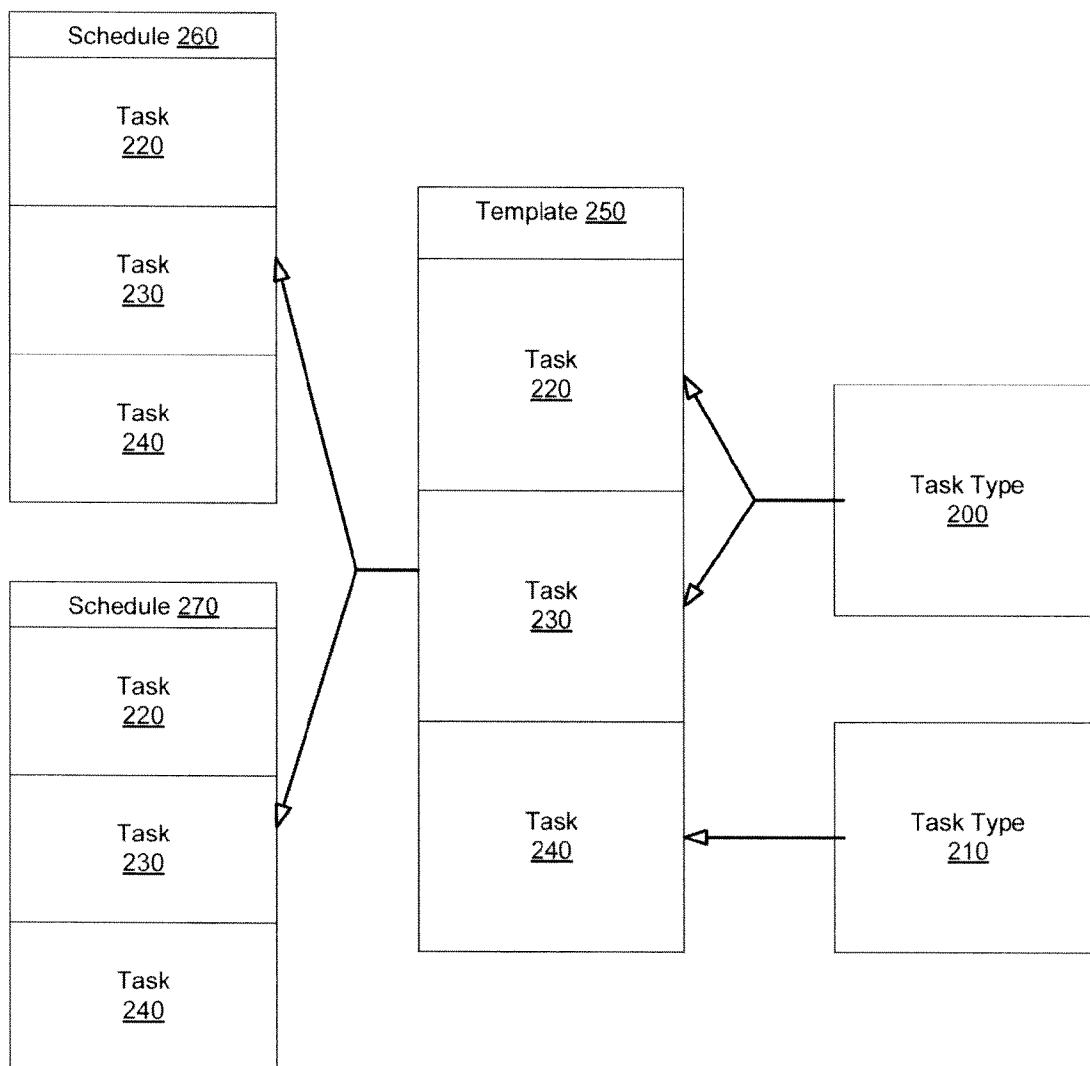 Schedule 260
Task
220
Task
230
Task
240
Schedule 270
Task
220
Task
230
Task
240
Template 250
Task
220
Task
230
Task
240
Task Type
200
Task Type
210